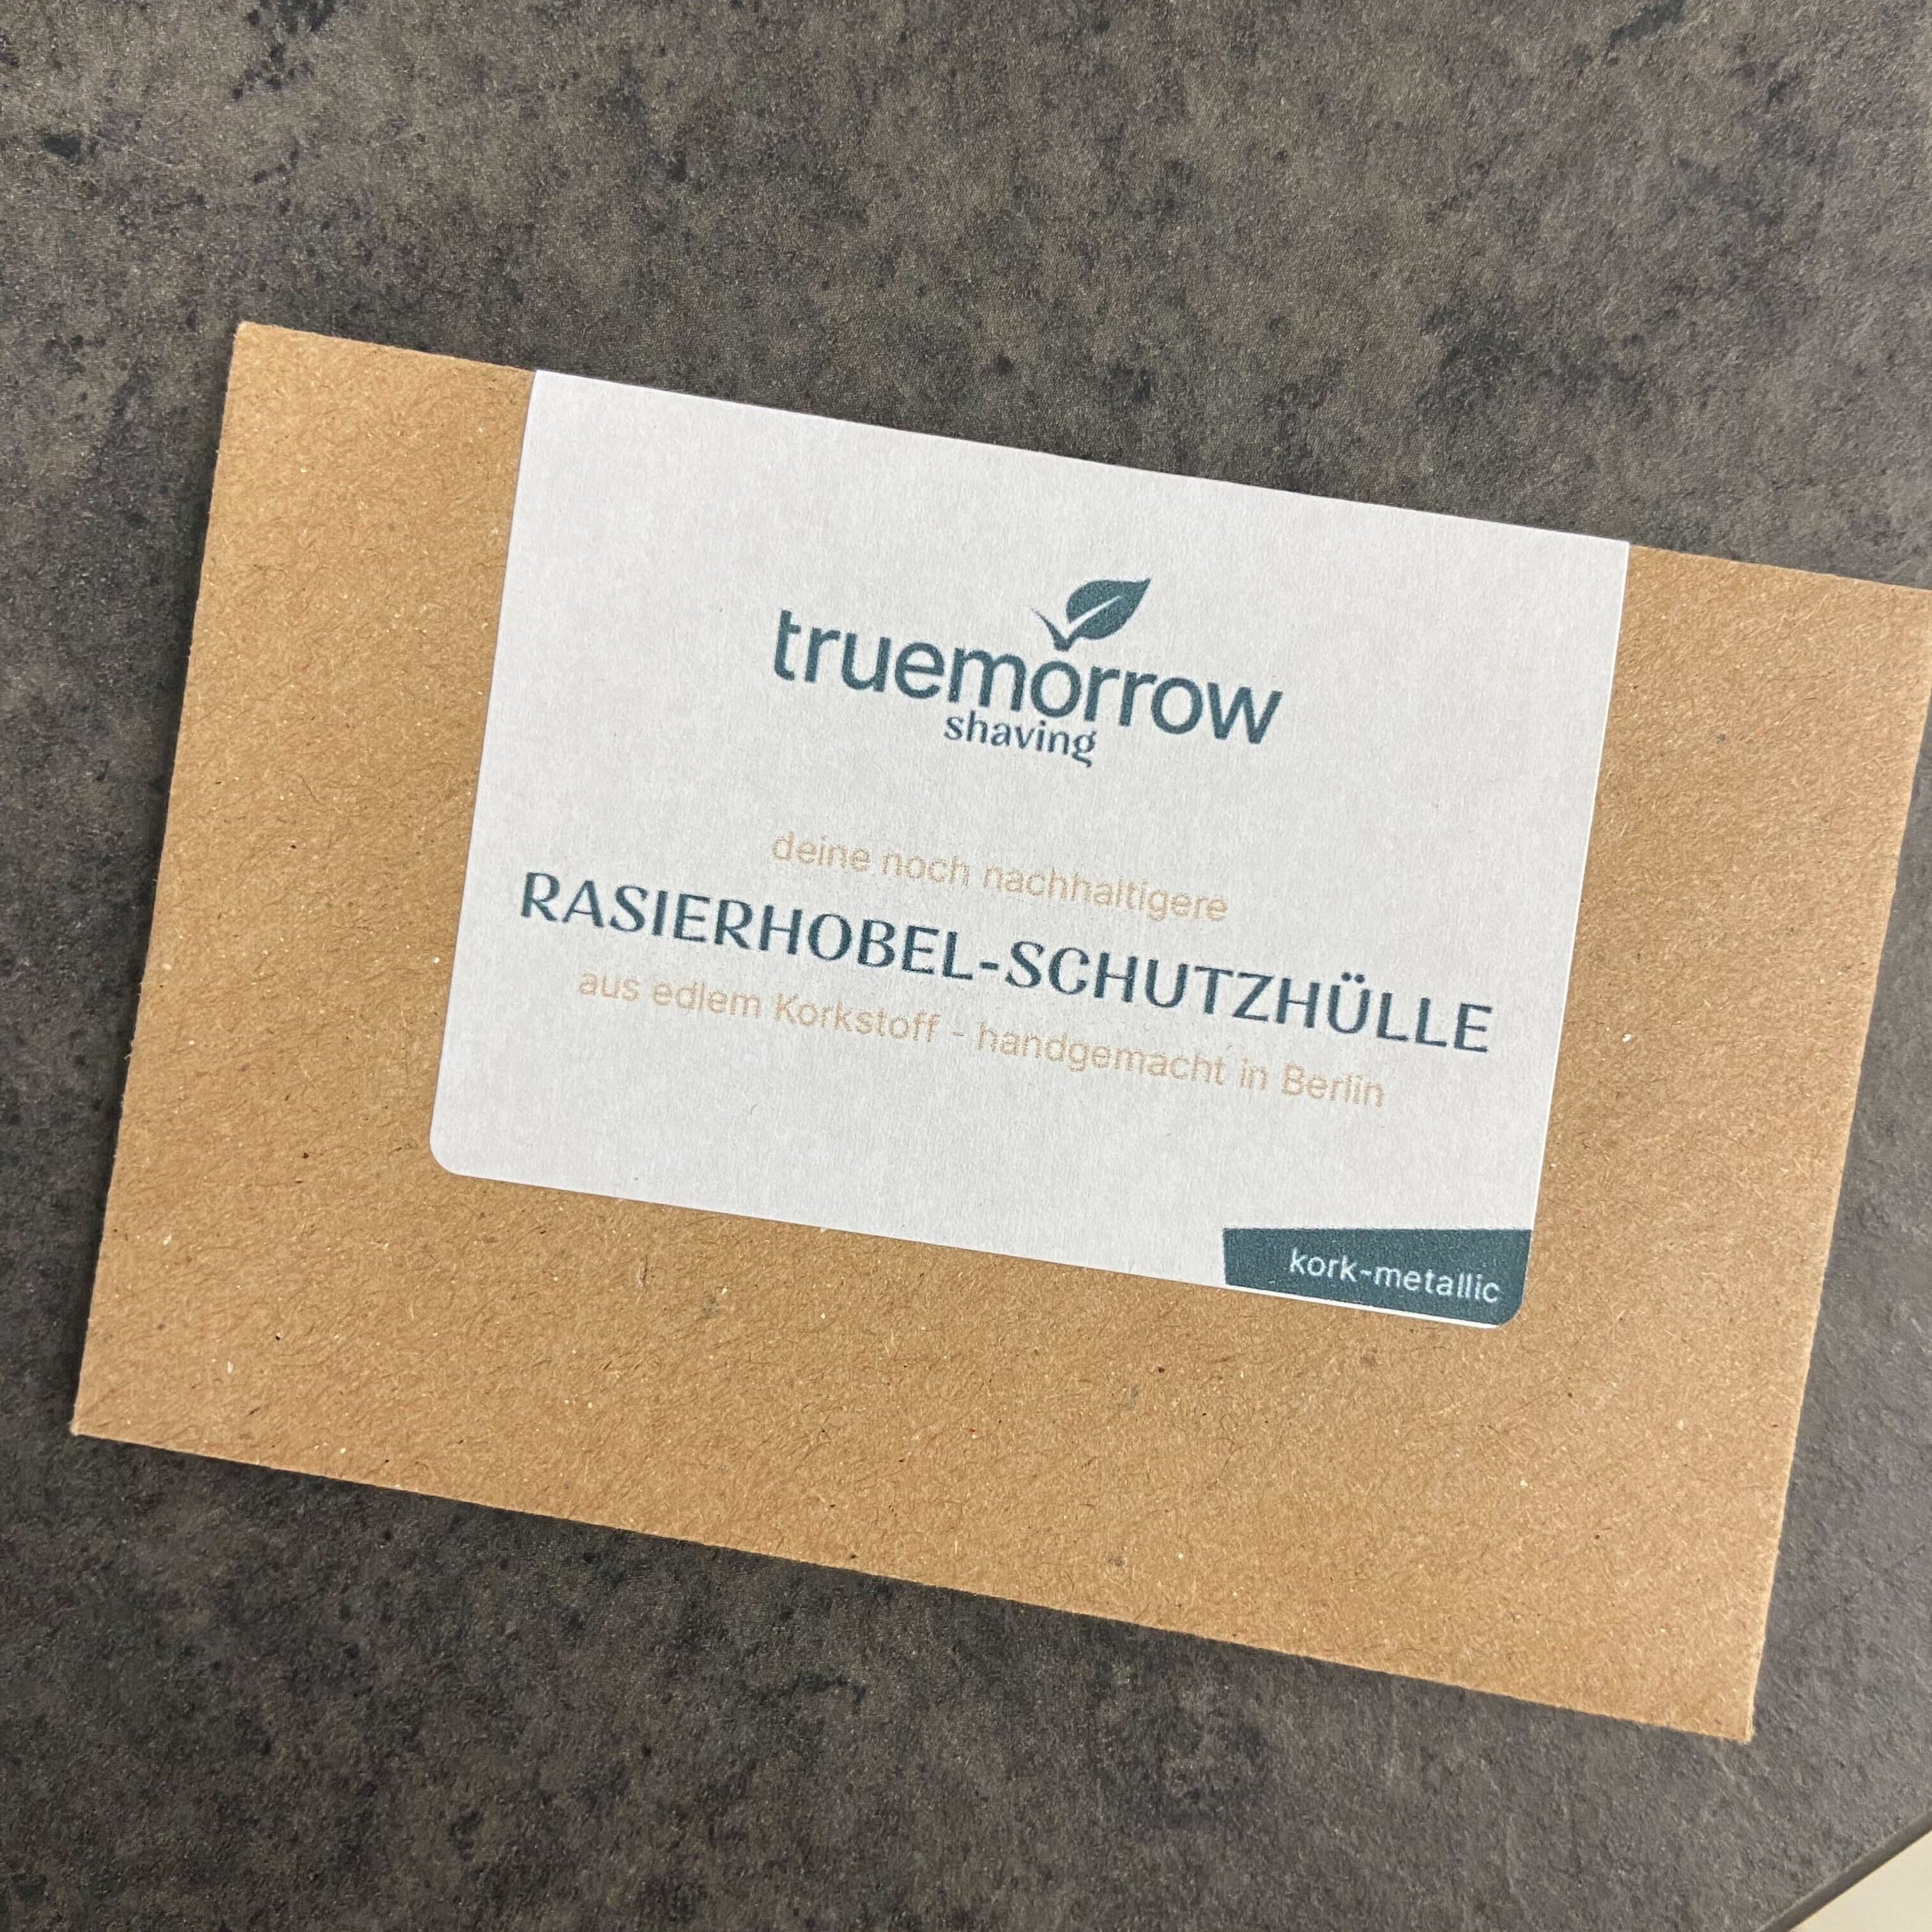 truemorrow
shaving
deine noch nachhaltigere
RASIERHOBEL-SCHUTZHÜLLE
aus edlem Korkstoff - handgemacht in Berlin
kork-metallic